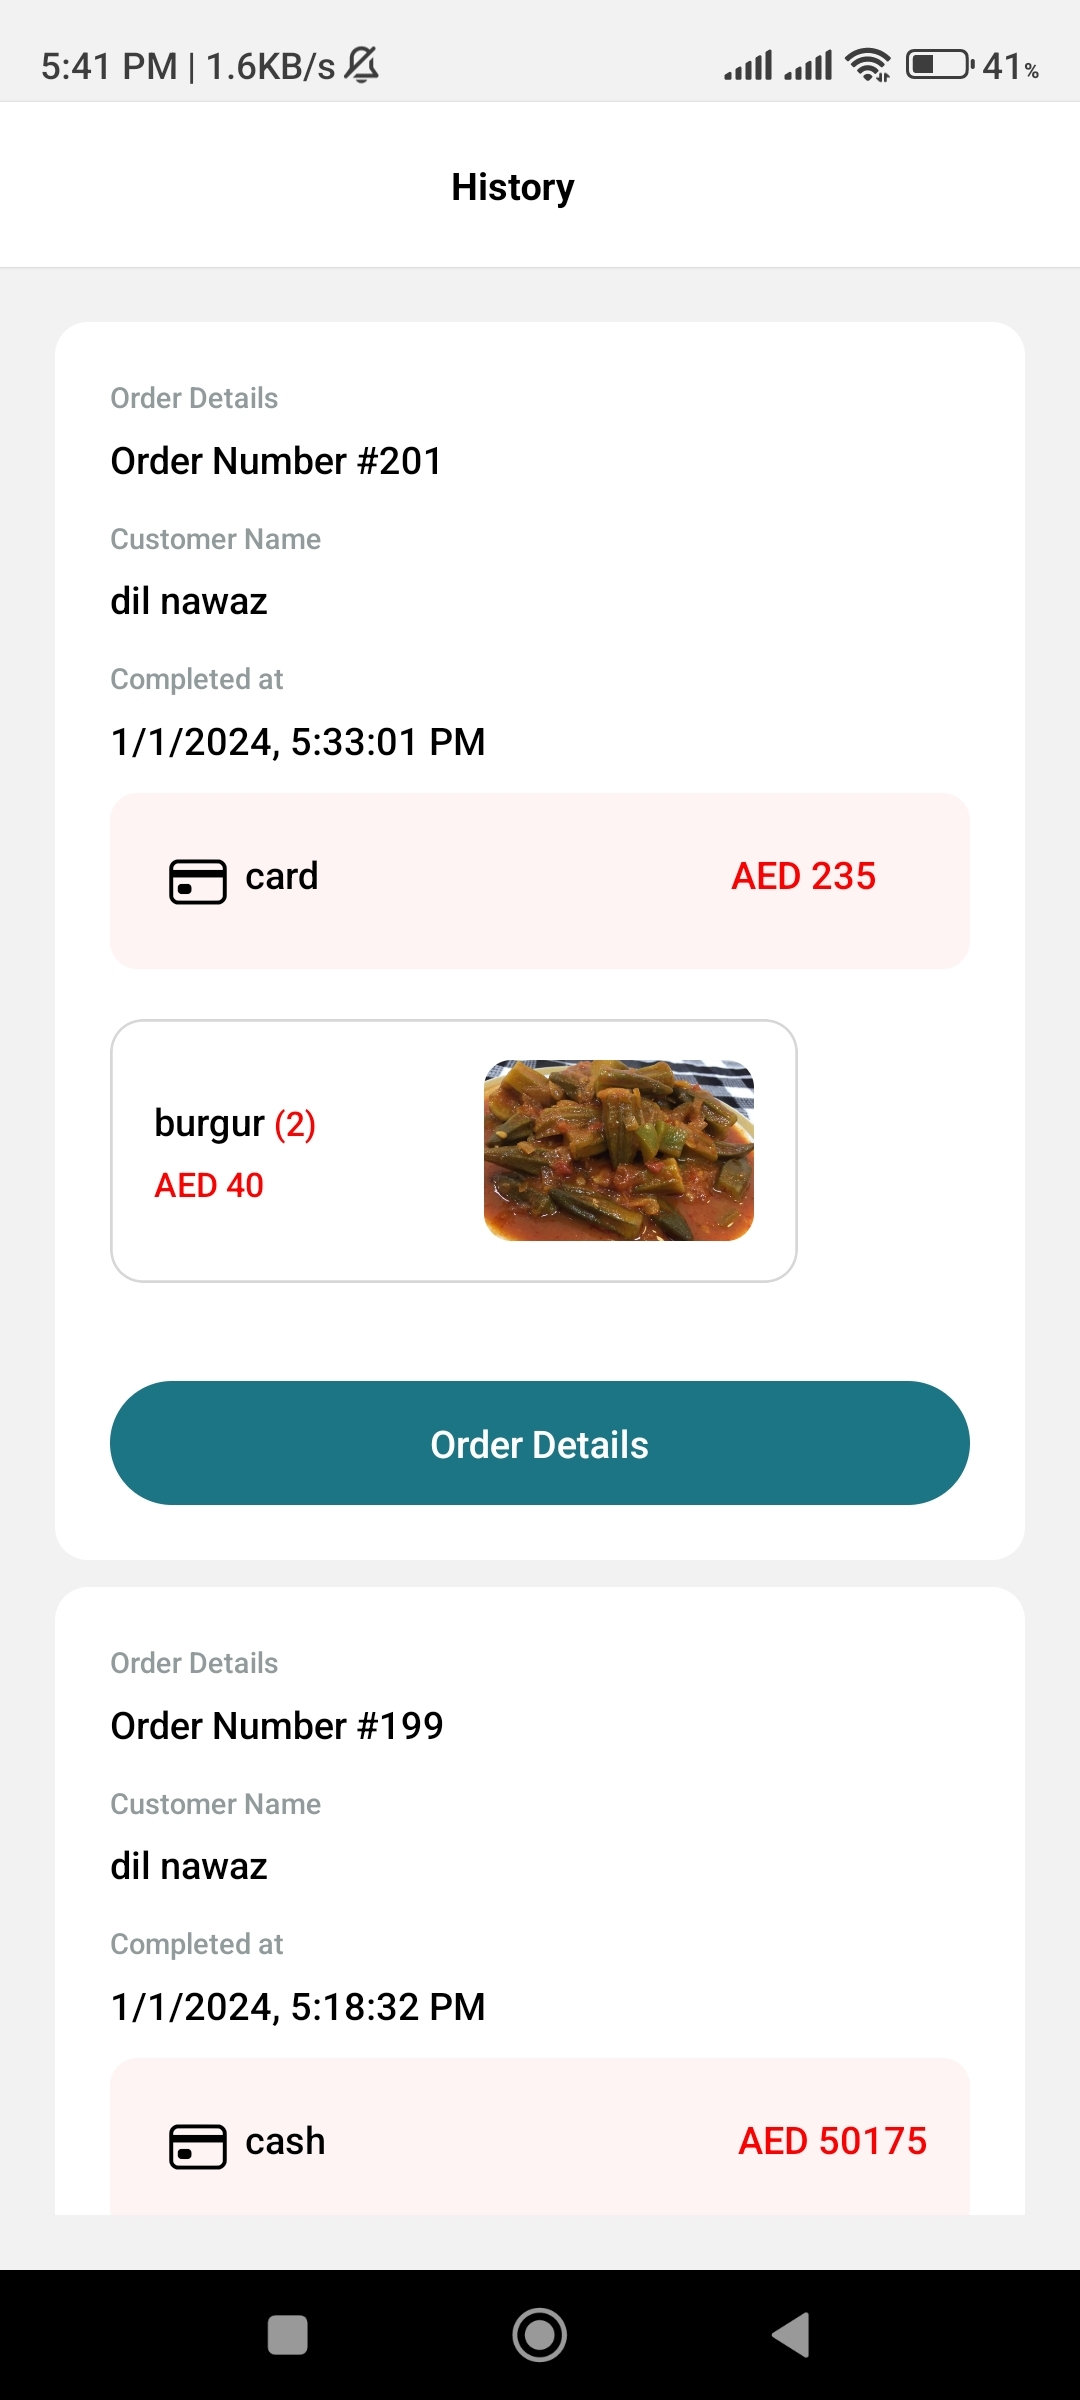 5:41 PM | 1.6KB/s 41%
History
Order Details
Order Number #201
Customer Name
dil nawaz
Completed at
1/1/2024, 5:33:01 PM
card AED 235
burgur (2)
AED 40
Order Details
Order Details
Order Number #199
Customer Name
dil nawaz
Completed at
1/1/2024, 5:18:32 PM
cash AED 50175